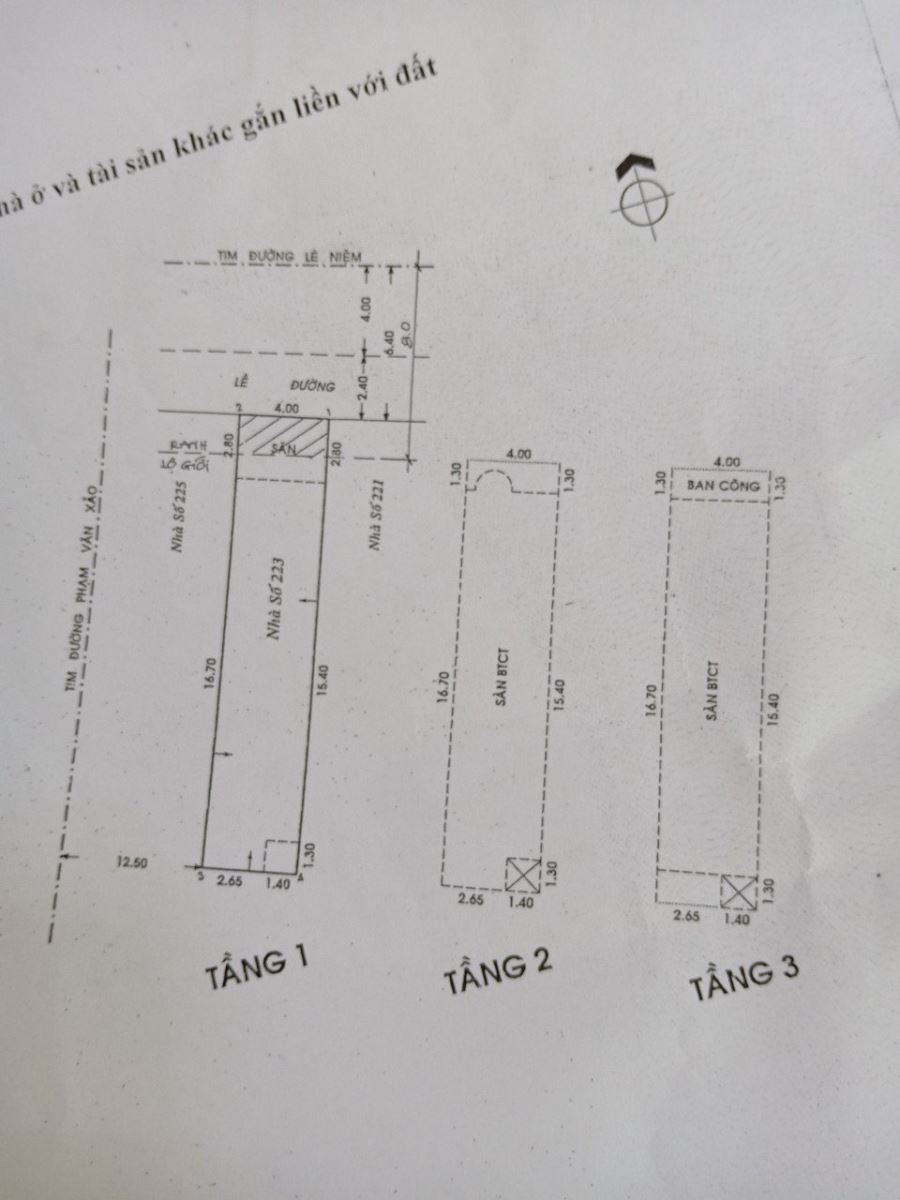 nhà ở và tài sản khác gắn liền với đất
TIM ĐƯỜNG LÊ NIỆM
4.00
6.40
8.0
2.40
LỀ ĐƯỜNG
2 4.00 1
2.80
SÂN
2.80
RANH
LỘ GIỚI
TIM ĐƯỜNG PHẠM VĂN XẢO
Nhà Số 225
Nhà Số 221
Nhà Số 223
16.70
15.40
12.50
3
2.65
1.40
4
1.30
TẦNG 1
4.00
1.30
1.30
16.70
SÀN BTCT
15.40
2.65
1.40
1.30
TẦNG 2
4.00
1.30
BAN CÔNG
1.30
16.70
SÀN BTCT
15.40
2.65
1.40
1.30
TẦNG 3